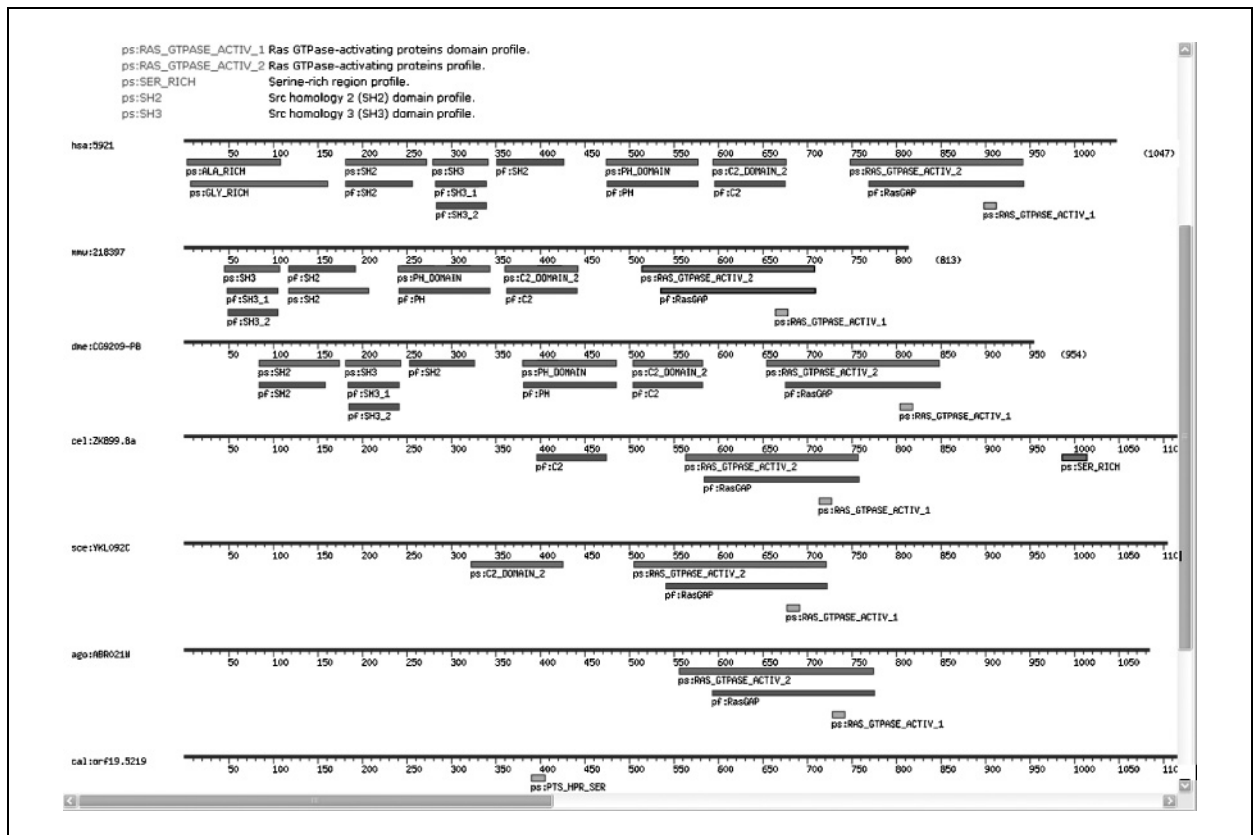 ps:RAS_GTPASE_ACTIV_1 Ras GTPase-activating proteins domain profile.
ps:RAS_GTPASE_ACTIV_2 Ras GTPase-activating proteins profile.
ps:SER_RICH Serine-rich region profile.
ps:SH2 Src homology 2 (SH2) domain profile.
ps:SH3 Src homology 3 (SH3) domain profile.
hsa:5921
50 100 150 200 250 300 350 400 450 500 550 600 650 700 750 800 850 900 950 1000 (1047)
ps:ALA_RICH ps:SH2 ps:SH3 pf:SH2 ps:PH_DOMAIN ps:C2_DOMAIN_2 ps:RAS_GTPASE_ACTIV_2
ps:GLY_RICH pf:SH2 pf:SH3_1 pf:PH pf:C2 pf:RasGAP
pf:SH3_2 ps:RAS_GTPASE_ACTIV_1
mmu:218397
50 100 150 200 250 300 350 400 450 500 550 600 650 700 750 800 (813)
ps:SH3 pf:SH2 ps:PH_DOMAIN ps:C2_DOMAIN_2 ps:RAS_GTPASE_ACTIV_2
pf:SH3_1 ps:SH2 pf:PH pf:C2 pf:RasGAP
pf:SH3_2 ps:RAS_GTPASE_ACTIV_1
dme:CG9209-PB
50 100 150 200 250 300 350 400 450 500 550 600 650 700 750 800 850 900 950 (954)
ps:SH2 ps:SH3 pf:SH2 ps:PH_DOMAIN ps:C2_DOMAIN_2 ps:RAS_GTPASE_ACTIV_2
pf:SH2 pf:SH3_1 pf:PH pf:C2 pf:RasGAP
pf:SH3_2 ps:RAS_GTPASE_ACTIV_1
cel:ZK899.8a
50 100 150 200 250 300 350 400 450 500 550 600 650 700 750 800 850 900 950 1000 1050 110
pf:C2 ps:RAS_GTPASE_ACTIV_2 ps:SER_RICH
pf:RasGAP
ps:RAS_GTPASE_ACTIV_1
sce:YKL092C
50 100 150 200 250 300 350 400 450 500 550 600 650 700 750 800 850 900 950 1000 1050 110
ps:C2_DOMAIN_2 ps:RAS_GTPASE_ACTIV_2
pf:RasGAP
ps:RAS_GTPASE_ACTIV_1
ago:ABR021W
50 100 150 200 250 300 350 400 450 500 550 600 650 700 750 800 850 900 950 1000 1050
ps:RAS_GTPASE_ACTIV_2
pf:RasGAP
ps:RAS_GTPASE_ACTIV_1
cal:orf19.5219
50 100 150 200 250 300 350 400 450 500 550 600 650 700 750 800 850 900 950 1000 1050 110
ps:PTS_HPR_SER